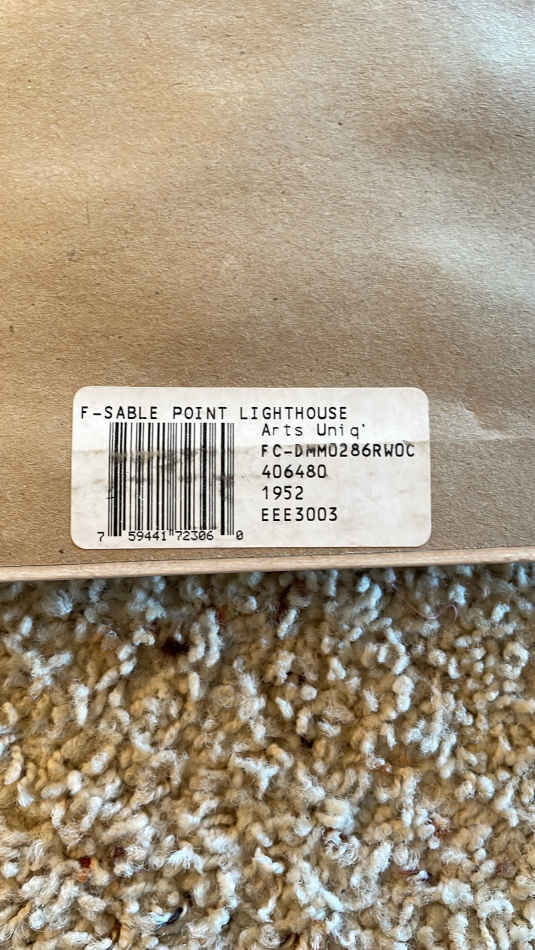 F-SABLE POINT LIGHTHOUSE
Arts Uniq'
FC-DMM0286RWOC
406480
1952
EEE3003
7 59441 72306 0